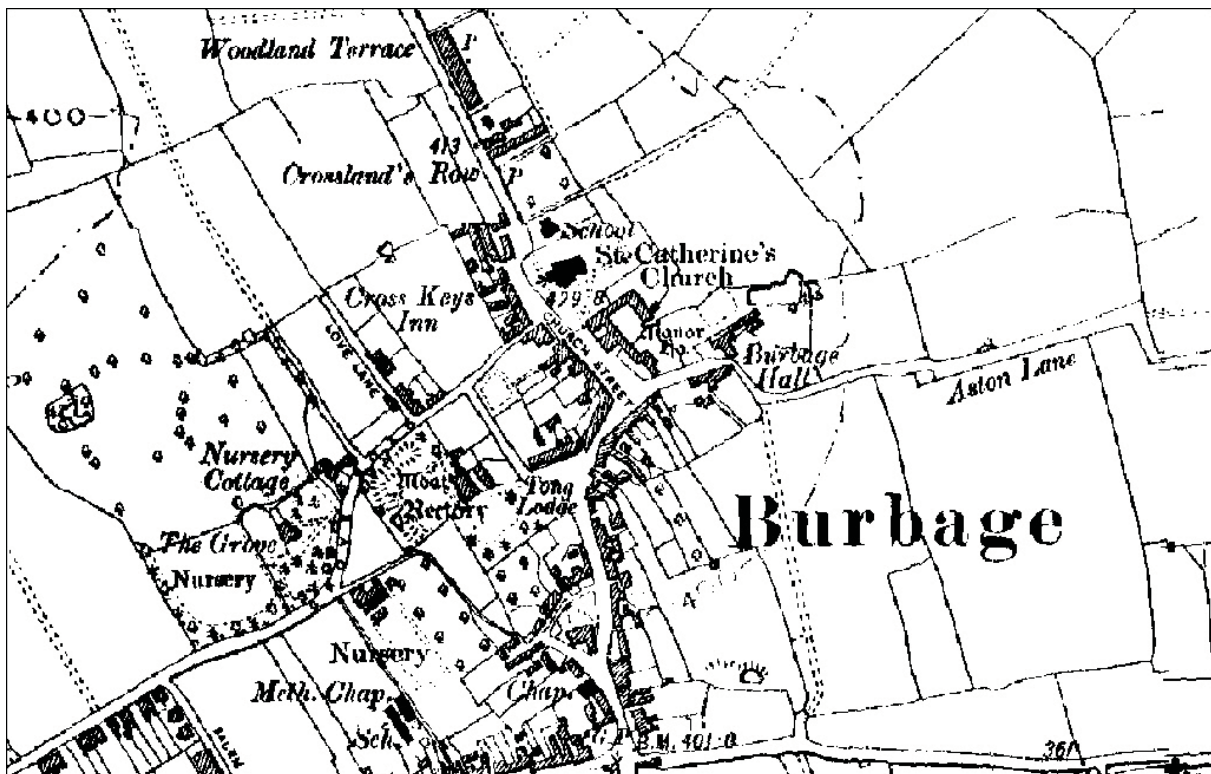 Woodland Terrace
P
400
413
Crossland's Row
P
School
St. Catherine's
Church
Cross Keys
Inn
LOVE LANE
CHURCH STREET
Manor
Burbage
Hall
Aston Lane
Nursery
Cottage
Moat
Rectory
Tong
Lodge
Burbage
The Grove
Nursery
Nursery
Meth. Chap.
Chap.
Sch.
B.M. 401·0
361